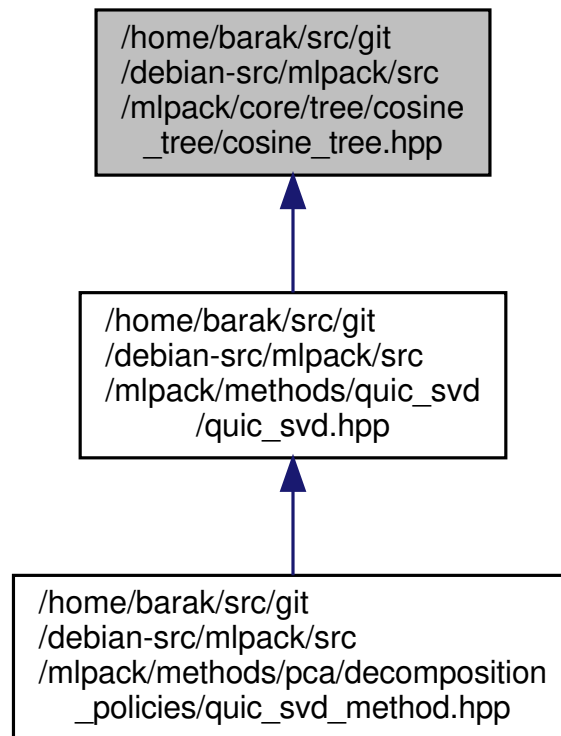 /home/barak/src/git
/debian-src/mlpack/src
/mlpack/core/tree/cosine
_tree/cosine_tree.hpp
/home/barak/src/git
/debian-src/mlpack/src
/mlpack/methods/quic_svd
/quic_svd.hpp
/home/barak/src/git
/debian-src/mlpack/src
/mlpack/methods/pca/decomposition
_policies/quic_svd_method.hpp